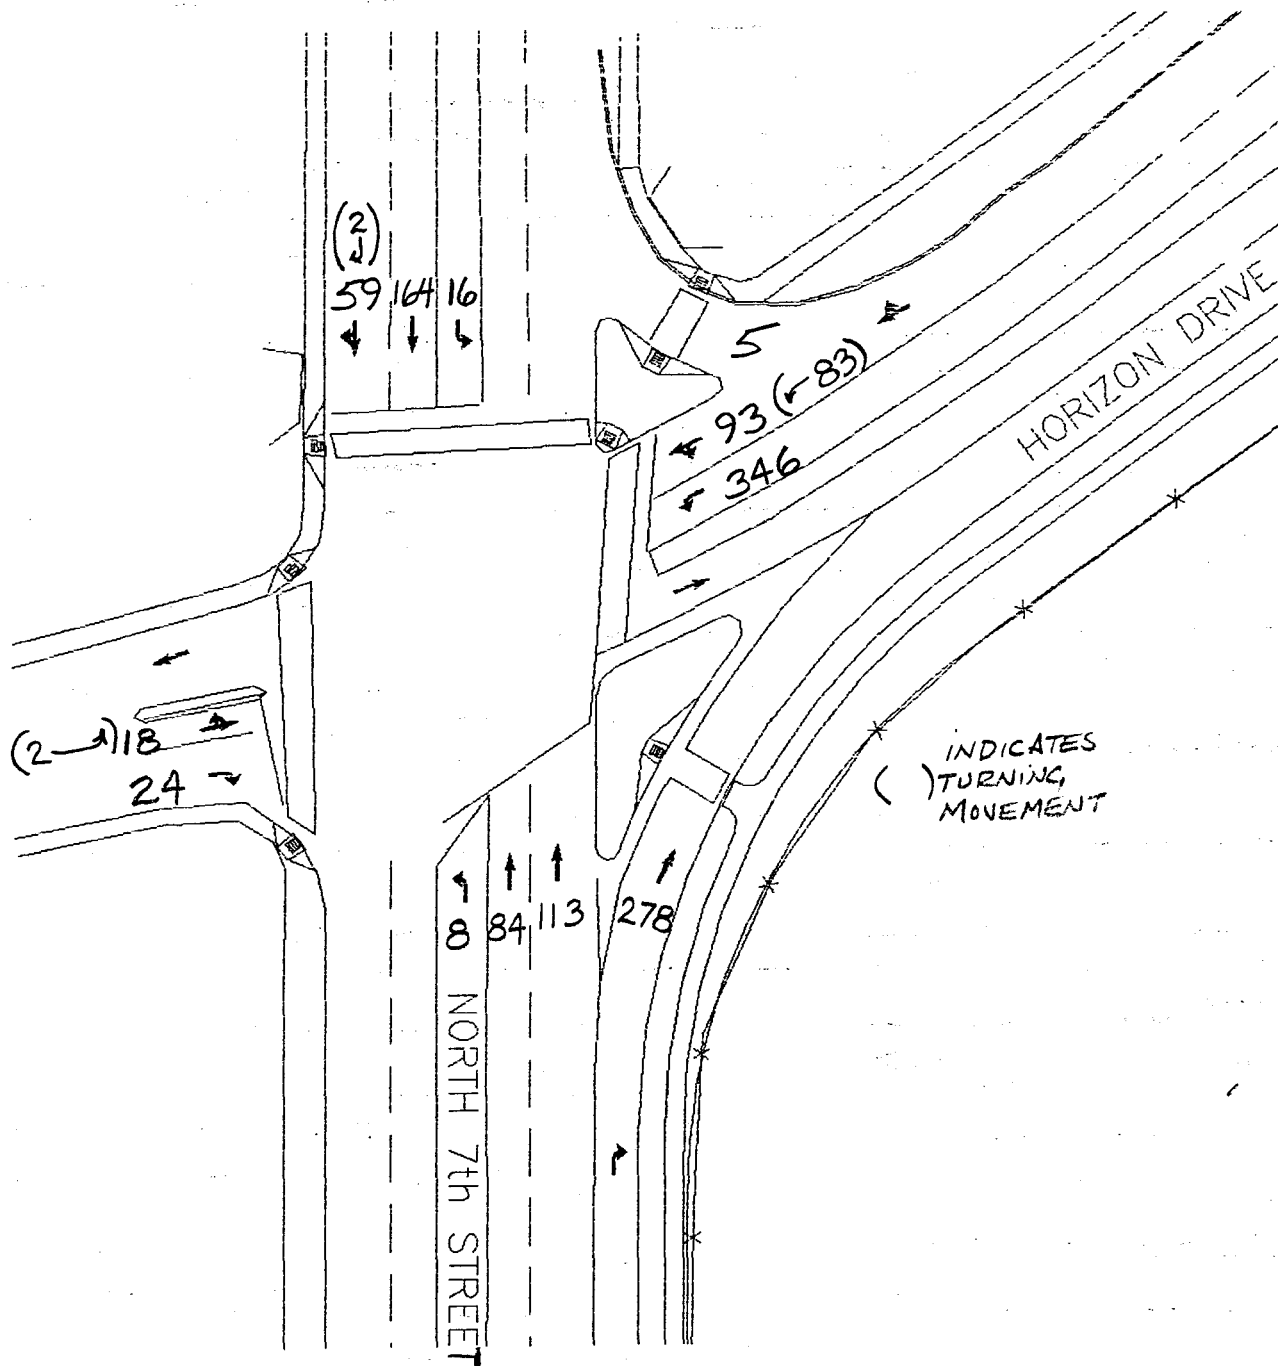 (2)
59 164 16
5
93 (83)
346
HORIZON DRIVE
(2) 18
24
( ) INDICATES
TURNING
MOVEMENT
8 84 113 278
NORTH 7th STREET